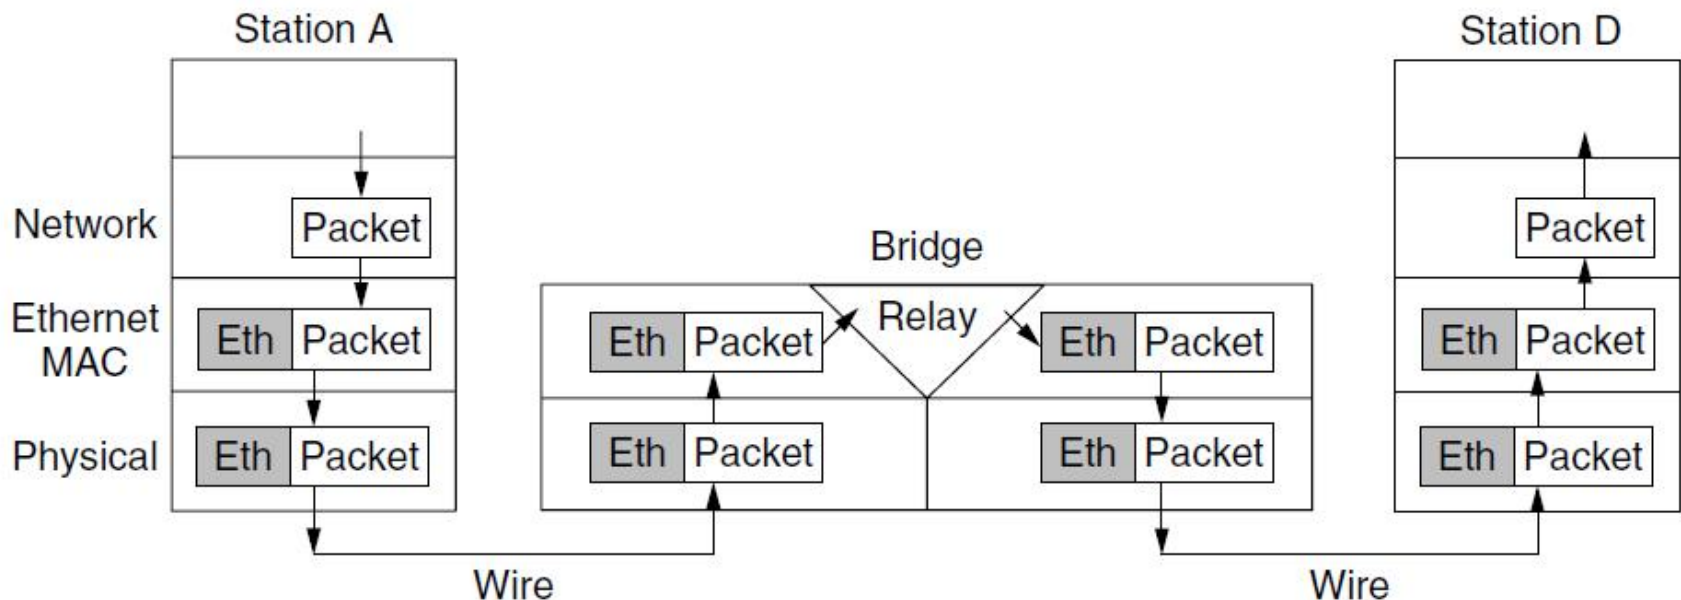 Station A
Station D
Network
Packet
Packet
Bridge
Ethernet
MAC
Eth Packet
Eth Packet
Relay
Eth Packet
Eth Packet
Physical
Eth Packet
Eth Packet
Eth Packet
Eth Packet
Wire
Wire